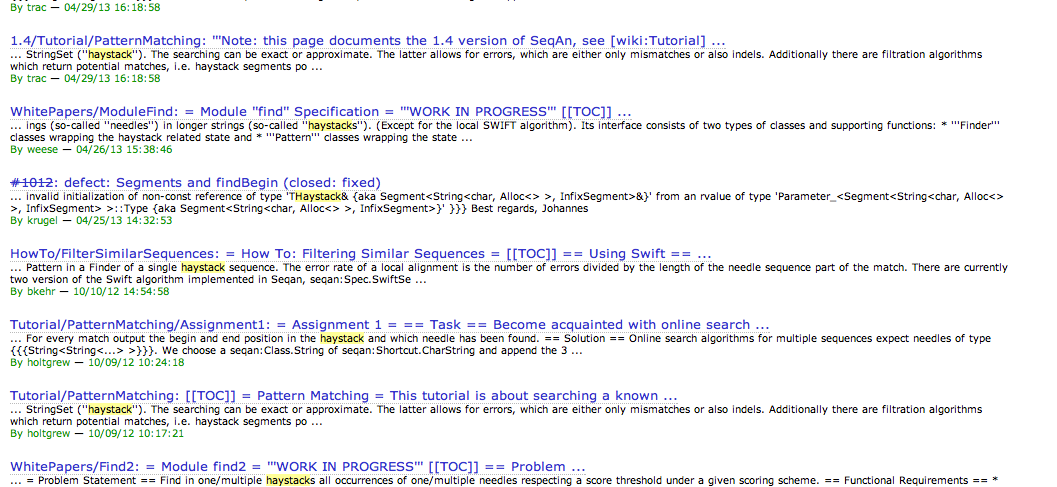 By trac — 04/29/13 16:18:58
1.4/Tutorial/PatternMatching: '''Note: this page documents the 1.4 version of SeqAn, see [wiki:Tutorial] ...
... StringSet (''haystack''). The searching can be exact or approximate. The latter allows for errors, which are either only mismatches or also indels. Additionally there are filtration algorithms
which return potential matches, i.e. haystack segments po ...
By trac — 04/29/13 16:18:58
WhitePapers/ModuleFind: = Module "find" Specification = '''WORK IN PROGRESS''' [[TOC]] ...
... ings (so-called ''needles'') in longer strings (so-called ''haystacks''). (Except for the local SWIFT algorithm). Its interface consists of two types of classes and supporting functions: * '''Finder'''
classes wrapping the haystack related state and * '''Pattern''' classes wrapping the state ...
By weese — 04/26/13 15:38:46
#1012: defect: Segments and findBegin (closed: fixed)
... invalid initialization of non-const reference of type 'THaystack& {aka Segment<String<char, Alloc<> >, InfixSegment>&}' from an rvalue of type 'Parameter_<Segment<String<char, Alloc<>
>, InfixSegment> >::Type {aka Segment<String<char, Alloc<> >, InfixSegment>}' }}} Best regards, Johannes
By krugel — 04/25/13 14:32:53
HowTo/FilterSimilarSequences: = How To: Filtering Similar Sequences = [[TOC]] == Using Swift == ...
... Pattern in a Finder of a single haystack sequence. The error rate of a local alignment is the number of errors divided by the length of the needle sequence part of the match. There are currently
two version of the Swift algorithm implemented in Seqan, seqan:Spec.SwiftSe ...
By bkehr — 10/10/12 14:54:58
Tutorial/PatternMatching/Assignment1: = Assignment 1 = == Task == Become acquainted with online search ...
... For every match output the begin and end position in the haystack and which needle has been found. == Solution == Online search algorithms for multiple sequences expect needles of type
{{{String<String<...> >}}}. We choose a seqan:Class.String of seqan:Shortcut.CharString and append the 3 ...
By holtgrew — 10/09/12 10:24:18
Tutorial/PatternMatching: [[TOC]] = Pattern Matching = This tutorial is about searching a known ...
... StringSet (''haystack''). The searching can be exact or approximate. The latter allows for errors, which are either only mismatches or also indels. Additionally there are filtration algorithms
which return potential matches, i.e. haystack segments po ...
By holtgrew — 10/09/12 10:17:21
WhitePapers/Find2: = Module find2 = '''WORK IN PROGRESS''' [[TOC]] == Problem ...
... = Problem Statement == Find in one/multiple haystacks all occurrences of one/multiple needles respecting a score threshold under a given scoring scheme. == Functional Requirements == *